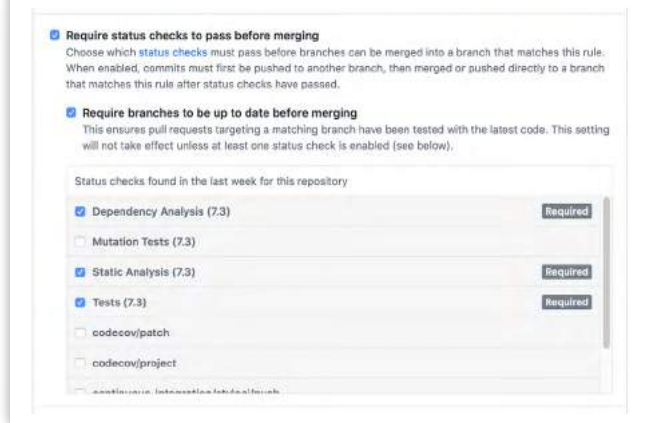 Require status checks to pass before merging
Choose which status checks must pass before branches can be merged into a branch that matches this rule.
When enabled, commits must first be pushed to another branch, then merged or pushed directly to a branch
that matches this rule after status checks have passed.
Require branches to be up to date before merging
This ensures pull requests targeting a matching branch have been tested with the latest code. This setting
will not take effect unless at least one status check is enabled (see below).
Status checks found in the last week for this repository
Dependency Analysis (7.3) Required
Mutation Tests (7.3)
Static Analysis (7.3) Required
Tests (7.3) Required
codecov/patch
codecov/project